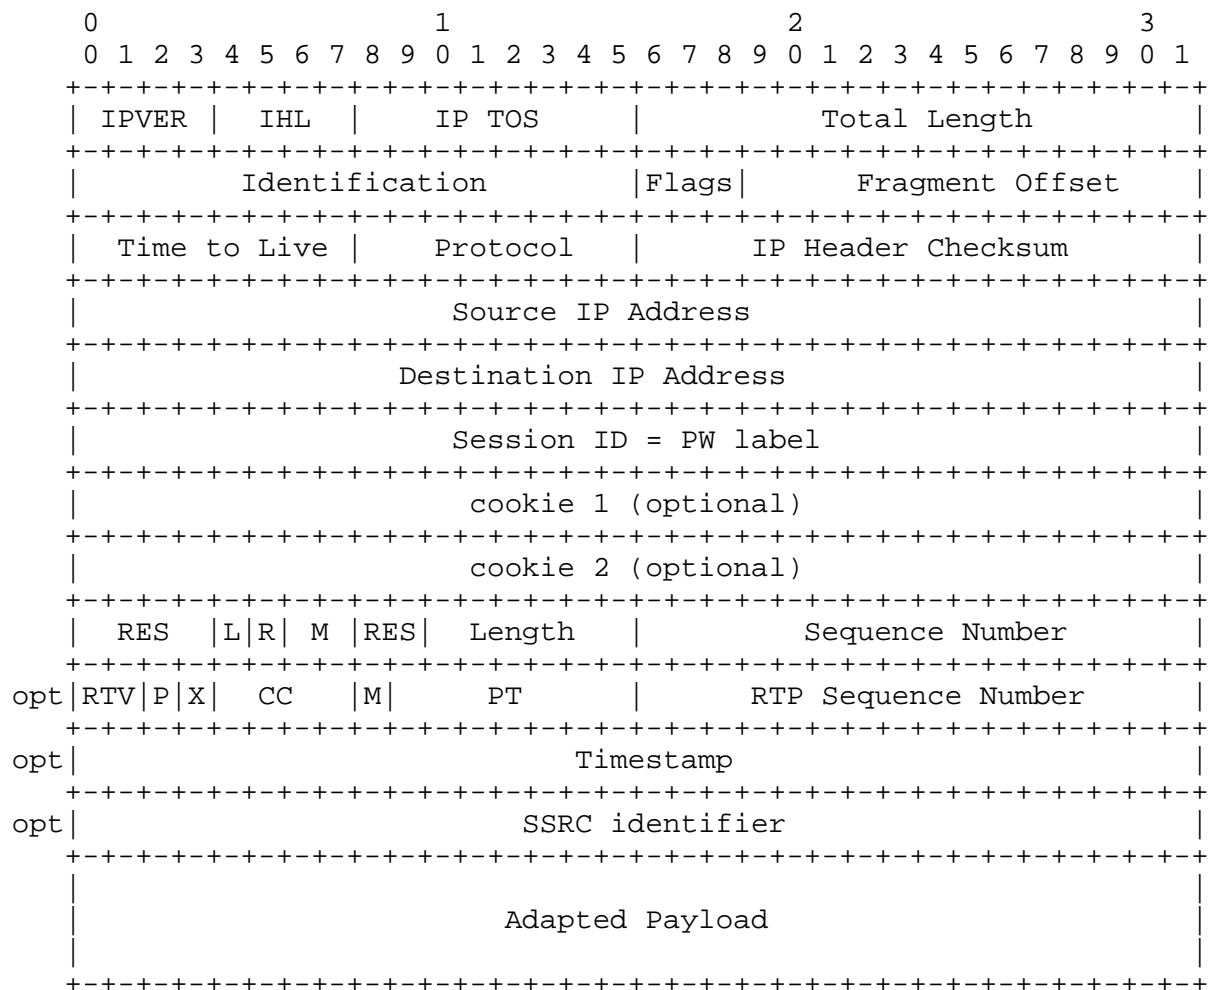 0                   1                   2                   3
 0 1 2 3 4 5 6 7 8 9 0 1 2 3 4 5 6 7 8 9 0 1 2 3 4 5 6 7 8 9 0 1
+-+-+-+-+-+-+-+-+-+-+-+-+-+-+-+-+-+-+-+-+-+-+-+-+-+-+-+-+-+-+-+-+
| IPVER |  IHL  |    IP TOS     |          Total Length         |
+-+-+-+-+-+-+-+-+-+-+-+-+-+-+-+-+-+-+-+-+-+-+-+-+-+-+-+-+-+-+-+-+
|         Identification        |Flags|      Fragment Offset    |
+-+-+-+-+-+-+-+-+-+-+-+-+-+-+-+-+-+-+-+-+-+-+-+-+-+-+-+-+-+-+-+-+
|  Time to Live |    Protocol   |      IP Header Checksum       |
+-+-+-+-+-+-+-+-+-+-+-+-+-+-+-+-+-+-+-+-+-+-+-+-+-+-+-+-+-+-+-+-+
|                     Source IP Address                         |
+-+-+-+-+-+-+-+-+-+-+-+-+-+-+-+-+-+-+-+-+-+-+-+-+-+-+-+-+-+-+-+-+
|                  Destination IP Address                       |
+-+-+-+-+-+-+-+-+-+-+-+-+-+-+-+-+-+-+-+-+-+-+-+-+-+-+-+-+-+-+-+-+
|                     Session ID = PW label                     |
+-+-+-+-+-+-+-+-+-+-+-+-+-+-+-+-+-+-+-+-+-+-+-+-+-+-+-+-+-+-+-+-+
|                      cookie 1 (optional)                      |
+-+-+-+-+-+-+-+-+-+-+-+-+-+-+-+-+-+-+-+-+-+-+-+-+-+-+-+-+-+-+-+-+
|                      cookie 2 (optional)                      |
+-+-+-+-+-+-+-+-+-+-+-+-+-+-+-+-+-+-+-+-+-+-+-+-+-+-+-+-+-+-+-+-+
|  RES  |L|R| M |RES|  Length   |         Sequence Number       |
+-+-+-+-+-+-+-+-+-+-+-+-+-+-+-+-+-+-+-+-+-+-+-+-+-+-+-+-+-+-+-+-+
opt|RTV|P|X|  CC   |M|     PT      |      RTP Sequence Number      |
+-+-+-+-+-+-+-+-+-+-+-+-+-+-+-+-+-+-+-+-+-+-+-+-+-+-+-+-+-+-+-+-+
opt|                            Timestamp                          |
+-+-+-+-+-+-+-+-+-+-+-+-+-+-+-+-+-+-+-+-+-+-+-+-+-+-+-+-+-+-+-+-+
opt|                         SSRC identifier                       |
+-+-+-+-+-+-+-+-+-+-+-+-+-+-+-+-+-+-+-+-+-+-+-+-+-+-+-+-+-+-+-+-+
|                                                               |
|                        Adapted Payload                        |
|                                                               |
+-+-+-+-+-+-+-+-+-+-+-+-+-+-+-+-+-+-+-+-+-+-+-+-+-+-+-+-+-+-+-+-+